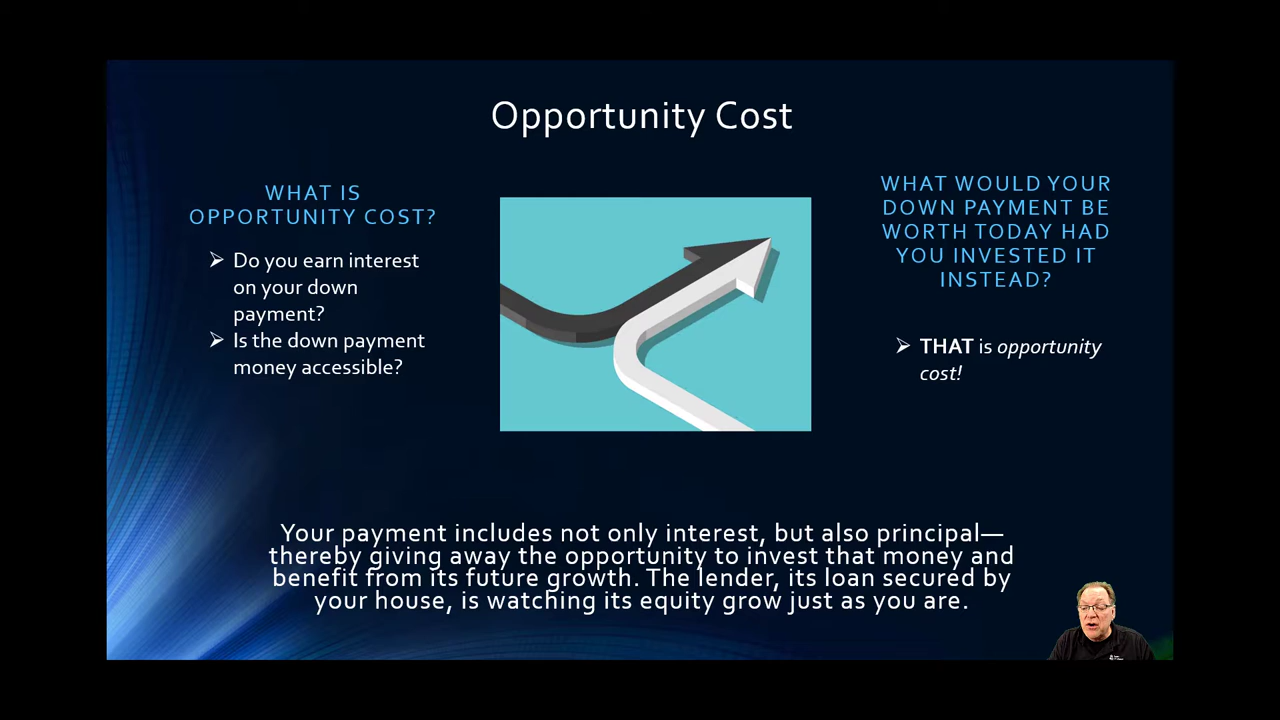 Opportunity Cost
WHAT IS
OPPORTUNITY COST?
➢ Do you earn interest
on your down
payment?
➢ Is the down payment
money accessible?
WHAT WOULD YOUR
DOWN PAYMENT BE
WORTH TODAY HAD
YOU INVESTED IT
INSTEAD?
➢ THAT is opportunity
cost!
Your payment includes not only interest, but also principal—
thereby giving away the opportunity to invest that money and
benefit from its future growth. The lender, its loan secured by
your house, is watching its equity grow just as you are.